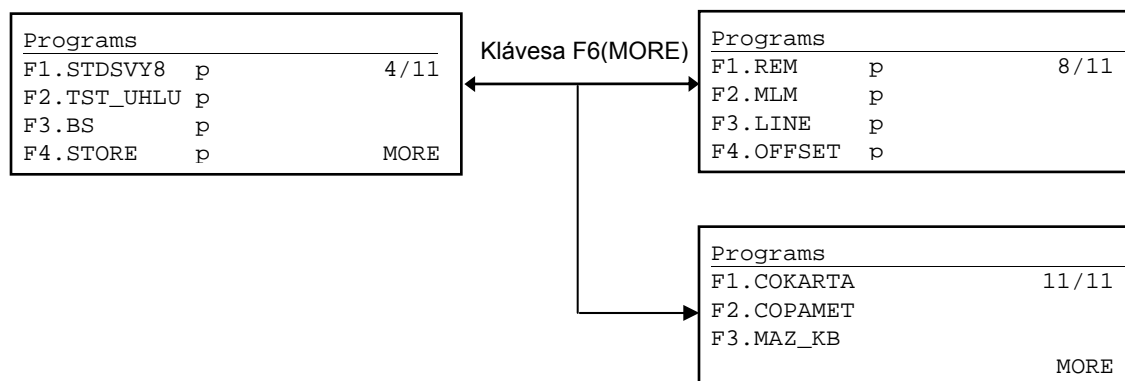 Programs
F1.STDSVY8 p 4/11
F2.TST_UHLU p
F3.BS p
F4.STORE p MORE
Klávesa F6(MORE)
Programs
F1.REM p 8/11
F2.MLM p
F3.LINE p
F4.OFFSET p
Programs
F1.COKARTA 11/11
F2.COPAMET
F3.MAZ_KB
MORE